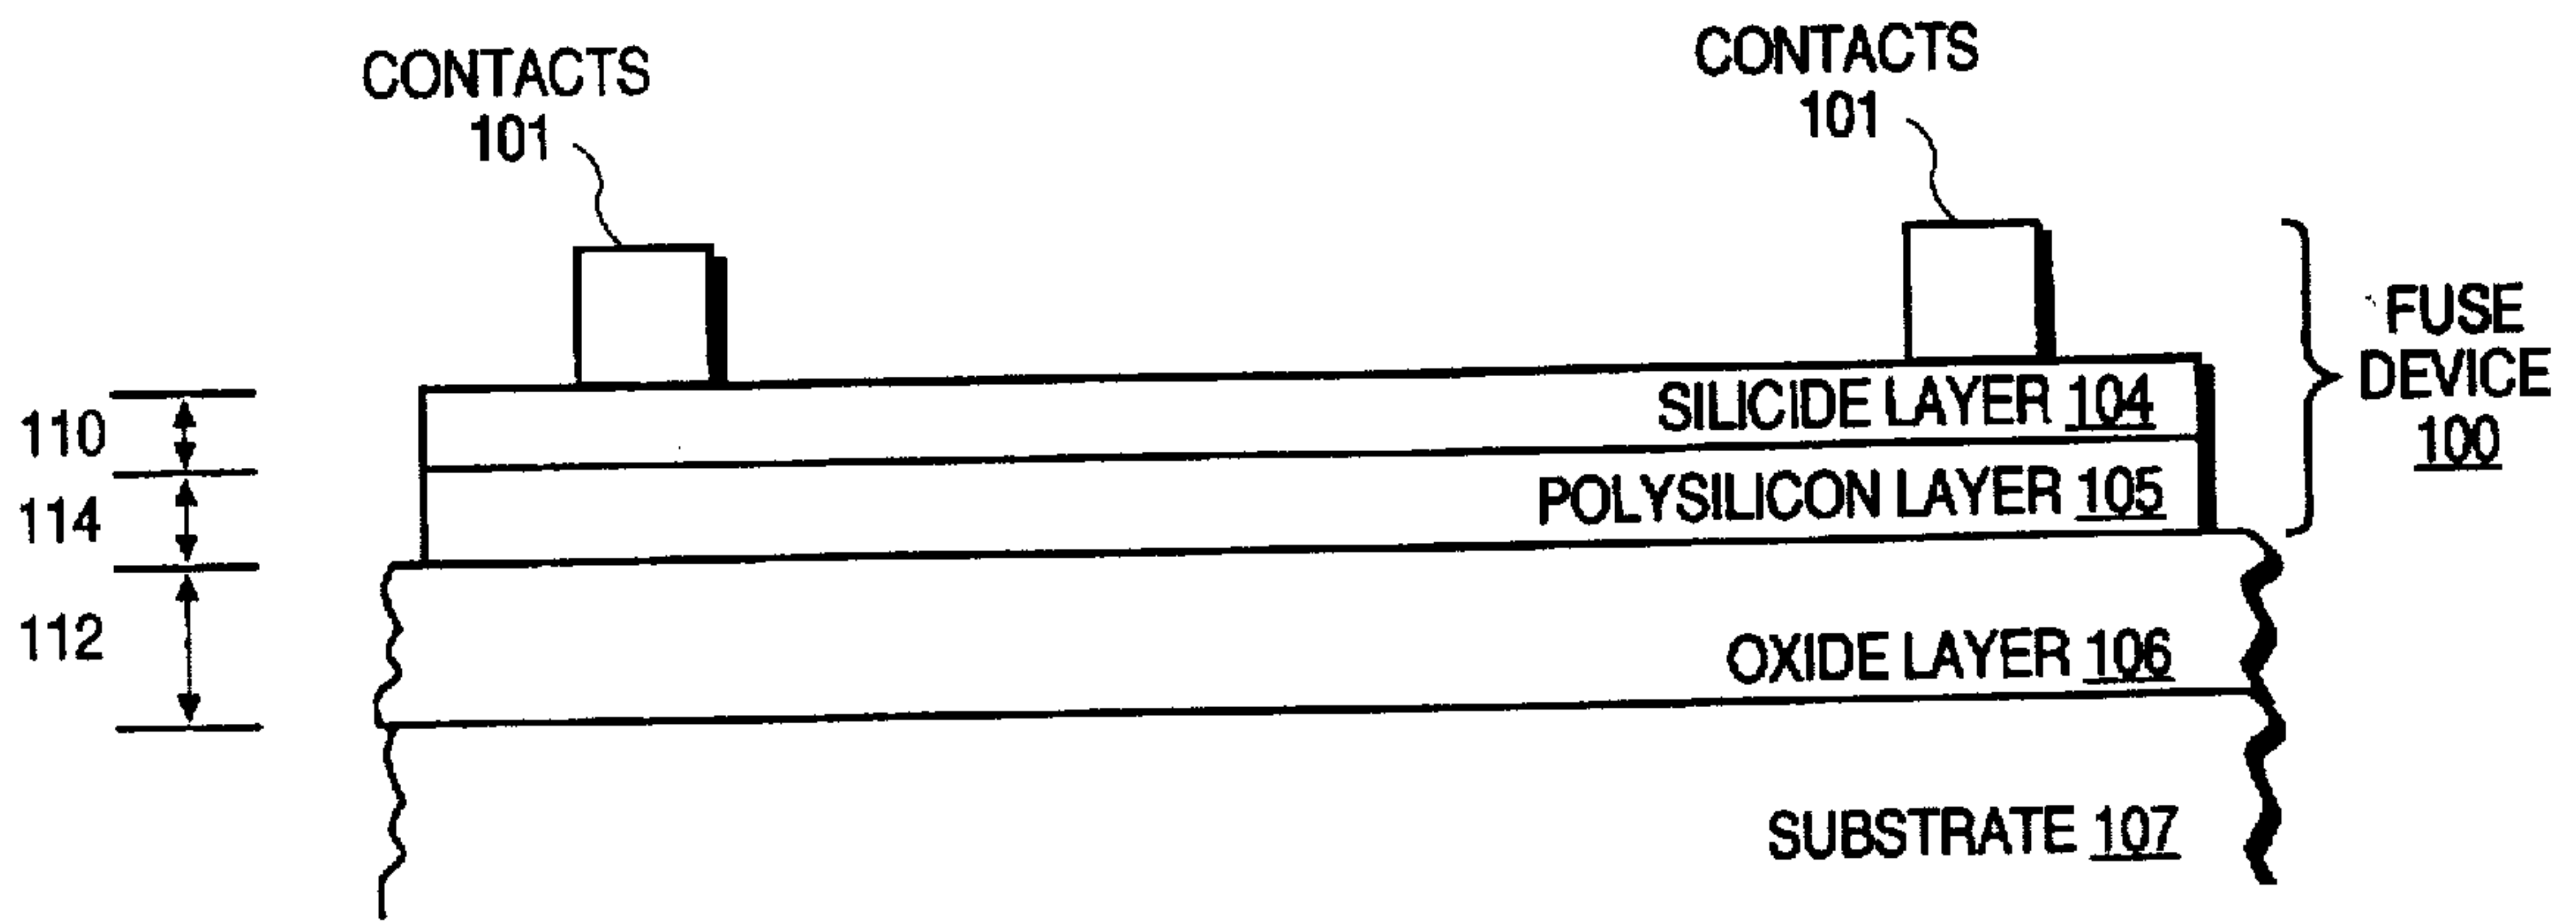 CONTACTS
101
CONTACTS
101
FUSE
DEVICE
100
SILICIDE LAYER 104
POLYSILICON LAYER 105
110
114
112
OXIDE LAYER 106
SUBSTRATE 107